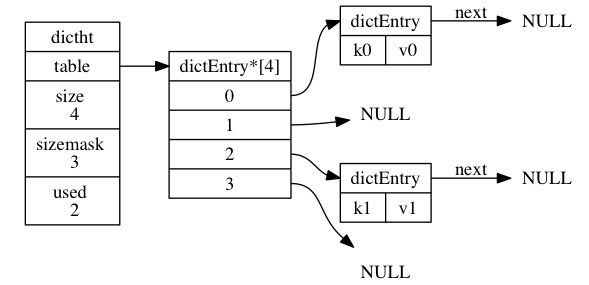 dictht
table
size
4
sizemask
3
used
2
dictEntry*[4]
0
1
2
3
dictEntry
k0 v0
next
NULL
NULL
dictEntry
k1 v1
next
NULL
NULL